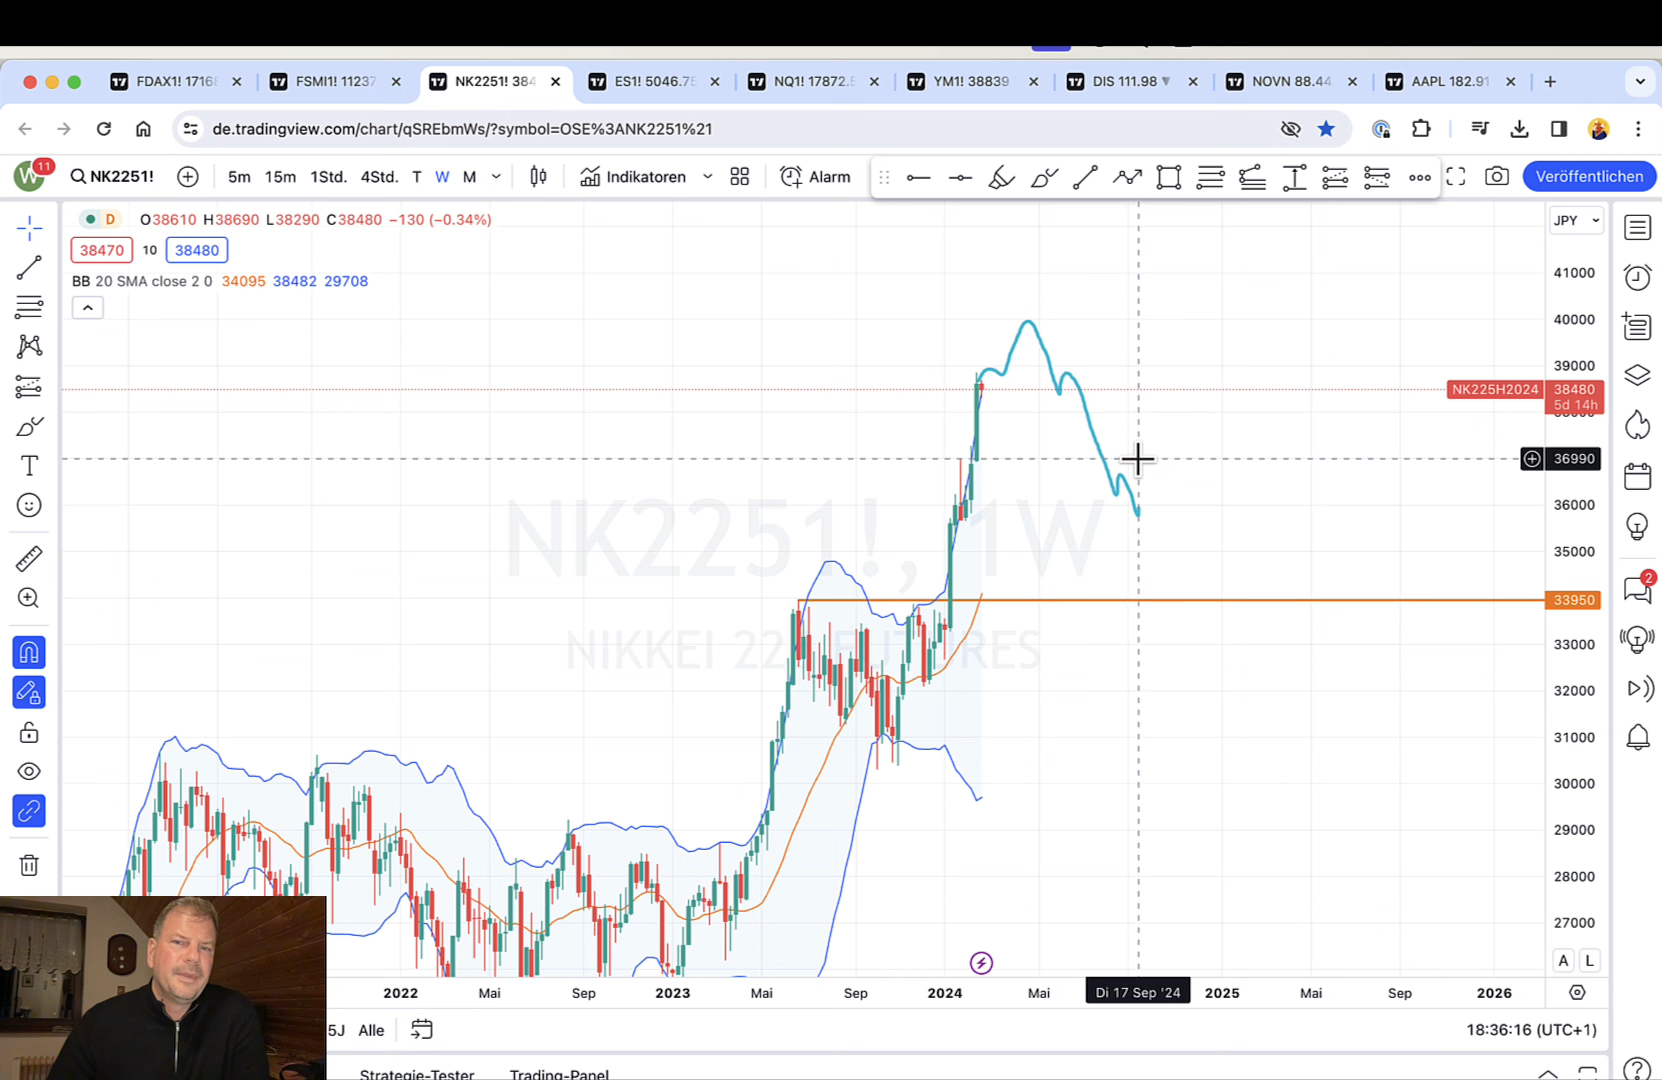 FDAX1! 1716
FSMI1! 11237
NK2251! 384
ES1! 5046.75
NQ1! 17872.
YM1! 38839
DIS 111.98 ▼
NOVN 88.44
AAPL 182.91
de.tradingview.com/chart/qSREbmWs/?symbol=OSE%3ANK2251%21
W
11
NK2251!
5m 15m 1Std. 4Std. T W M
Indikatoren
Alarm
Veröffentlichen
D O38610 H38690 L38290 C38480 −130 (−0.34%)
JPY
38470 10 38480
BB 20 SMA close 2 0 34095 38482 29708
41000
40000
39000
NK225H2024 38480
5d 14h
38000
36990
36000
35000
NK2251!, 1W
33950
NIKKEI 225 FUTURES
33000
32000
31000
30000
29000
28000
27000
2
A L
2022 Mai Sep 2023 Mai Sep 2024 Mai Di 17 Sep '24 2025 Mai Sep 2026
5J Alle
18:36:16 (UTC+1)
Strategie-Tester Trading-Panel